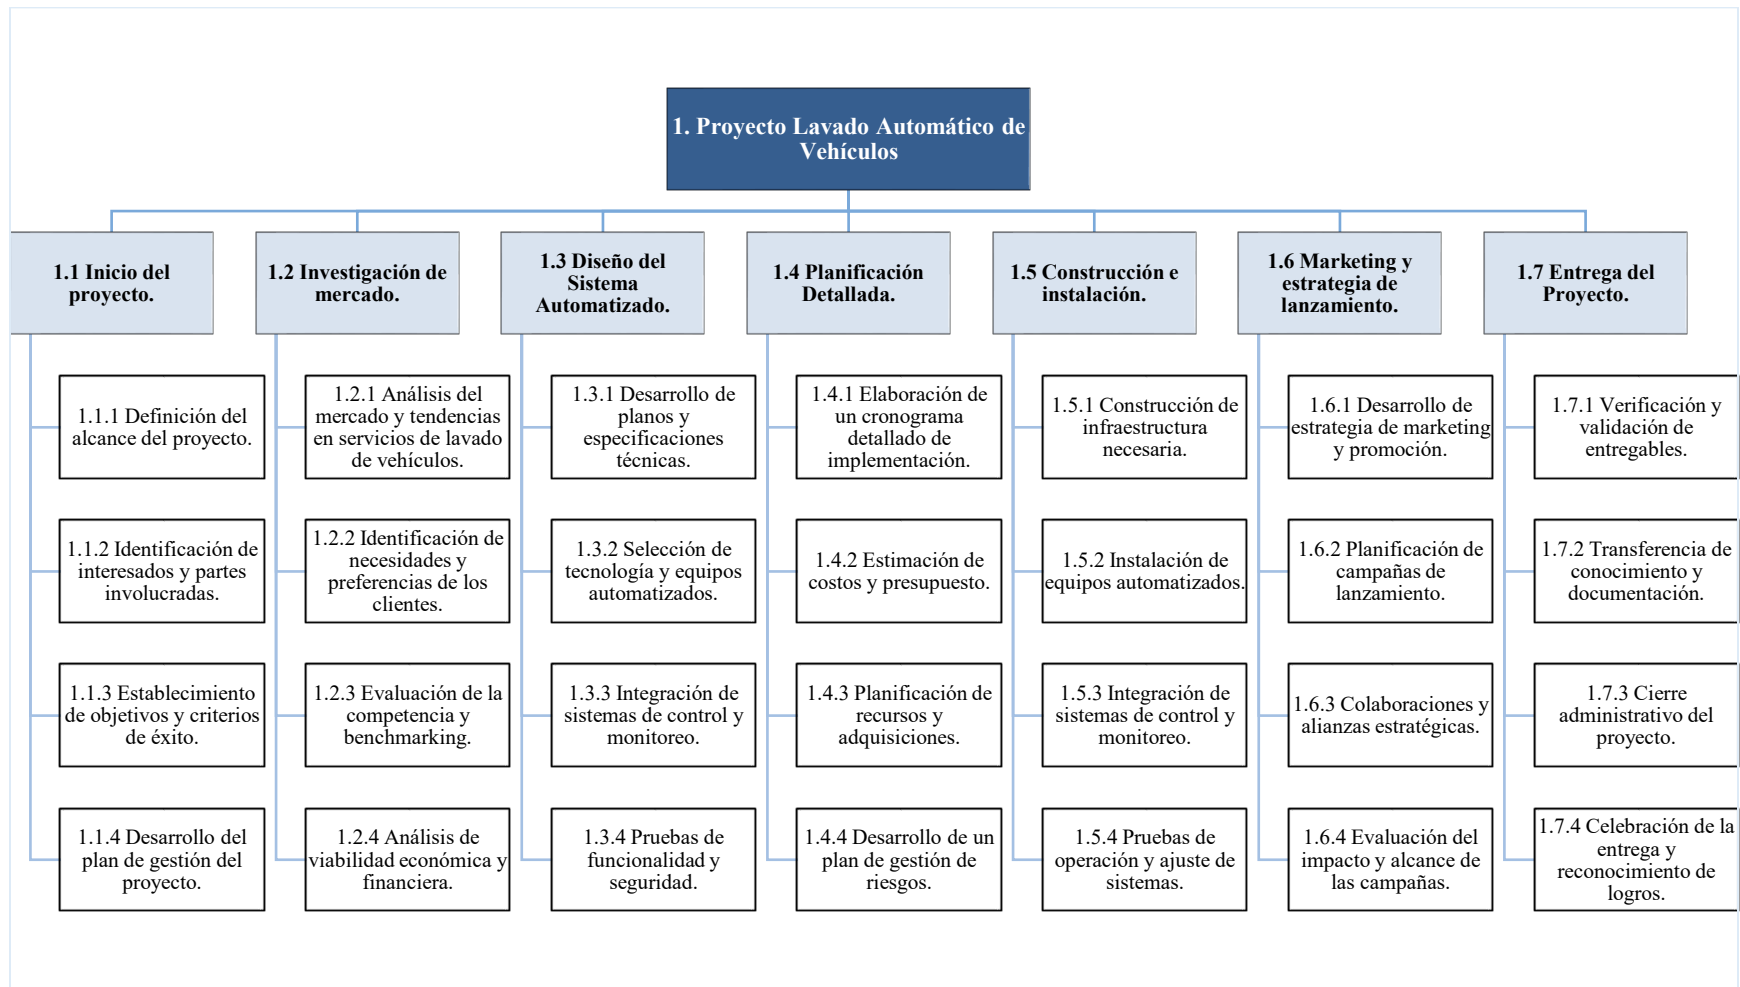 1. Proyecto Lavado Automático de
Vehículos
1.1 Inicio del
proyecto.
1.2 Investigación de
mercado.
1.3 Diseño del
Sistema
Automatizado.
1.4 Planificación
Detallada.
1.5 Construcción e
instalación.
1.6 Marketing y
estrategia de
lanzamiento.
1.7 Entrega del
Proyecto.
1.1.1 Definición del
alcance del proyecto.
1.1.2 Identificación de
interesados y partes
involucradas.
1.1.3 Establecimiento
de objetivos y criterios
de éxito.
1.1.4 Desarrollo del
plan de gestión del
proyecto.
1.2.1 Análisis del
mercado y tendencias
en servicios de lavado
de vehículos.
1.2.2 Identificación de
necesidades y
preferencias de los
clientes.
1.2.3 Evaluación de la
competencia y
benchmarking.
1.2.4 Análisis de
viabilidad económica y
financiera.
1.3.1 Desarrollo de
planos y
especificaciones
técnicas.
1.3.2 Selección de
tecnología y equipos
automatizados.
1.3.3 Integración de
sistemas de control y
monitoreo.
1.3.4 Pruebas de
funcionalidad y
seguridad.
1.4.1 Elaboración de
un cronograma
detallado de
implementación.
1.4.2 Estimación de
costos y presupuesto.
1.4.3 Planificación de
recursos y
adquisiciones.
1.4.4 Desarrollo de un
plan de gestión de
riesgos.
1.5.1 Construcción de
infraestructura
necesaria.
1.5.2 Instalación de
equipos automatizados.
1.5.3 Integración de
sistemas de control y
monitoreo.
1.5.4 Pruebas de
operación y ajuste de
sistemas.
1.6.1 Desarrollo de
estrategia de marketing
y promoción.
1.6.2 Planificación de
campañas de
lanzamiento.
1.6.3 Colaboraciones y
alianzas estratégicas.
1.6.4 Evaluación del
impacto y alcance de
las campañas.
1.7.1 Verificación y
validación de
entregables.
1.7.2 Transferencia de
conocimiento y
documentación.
1.7.3 Cierre
administrativo del
proyecto.
1.7.4 Celebración de la
entrega y
reconocimiento de
logros.